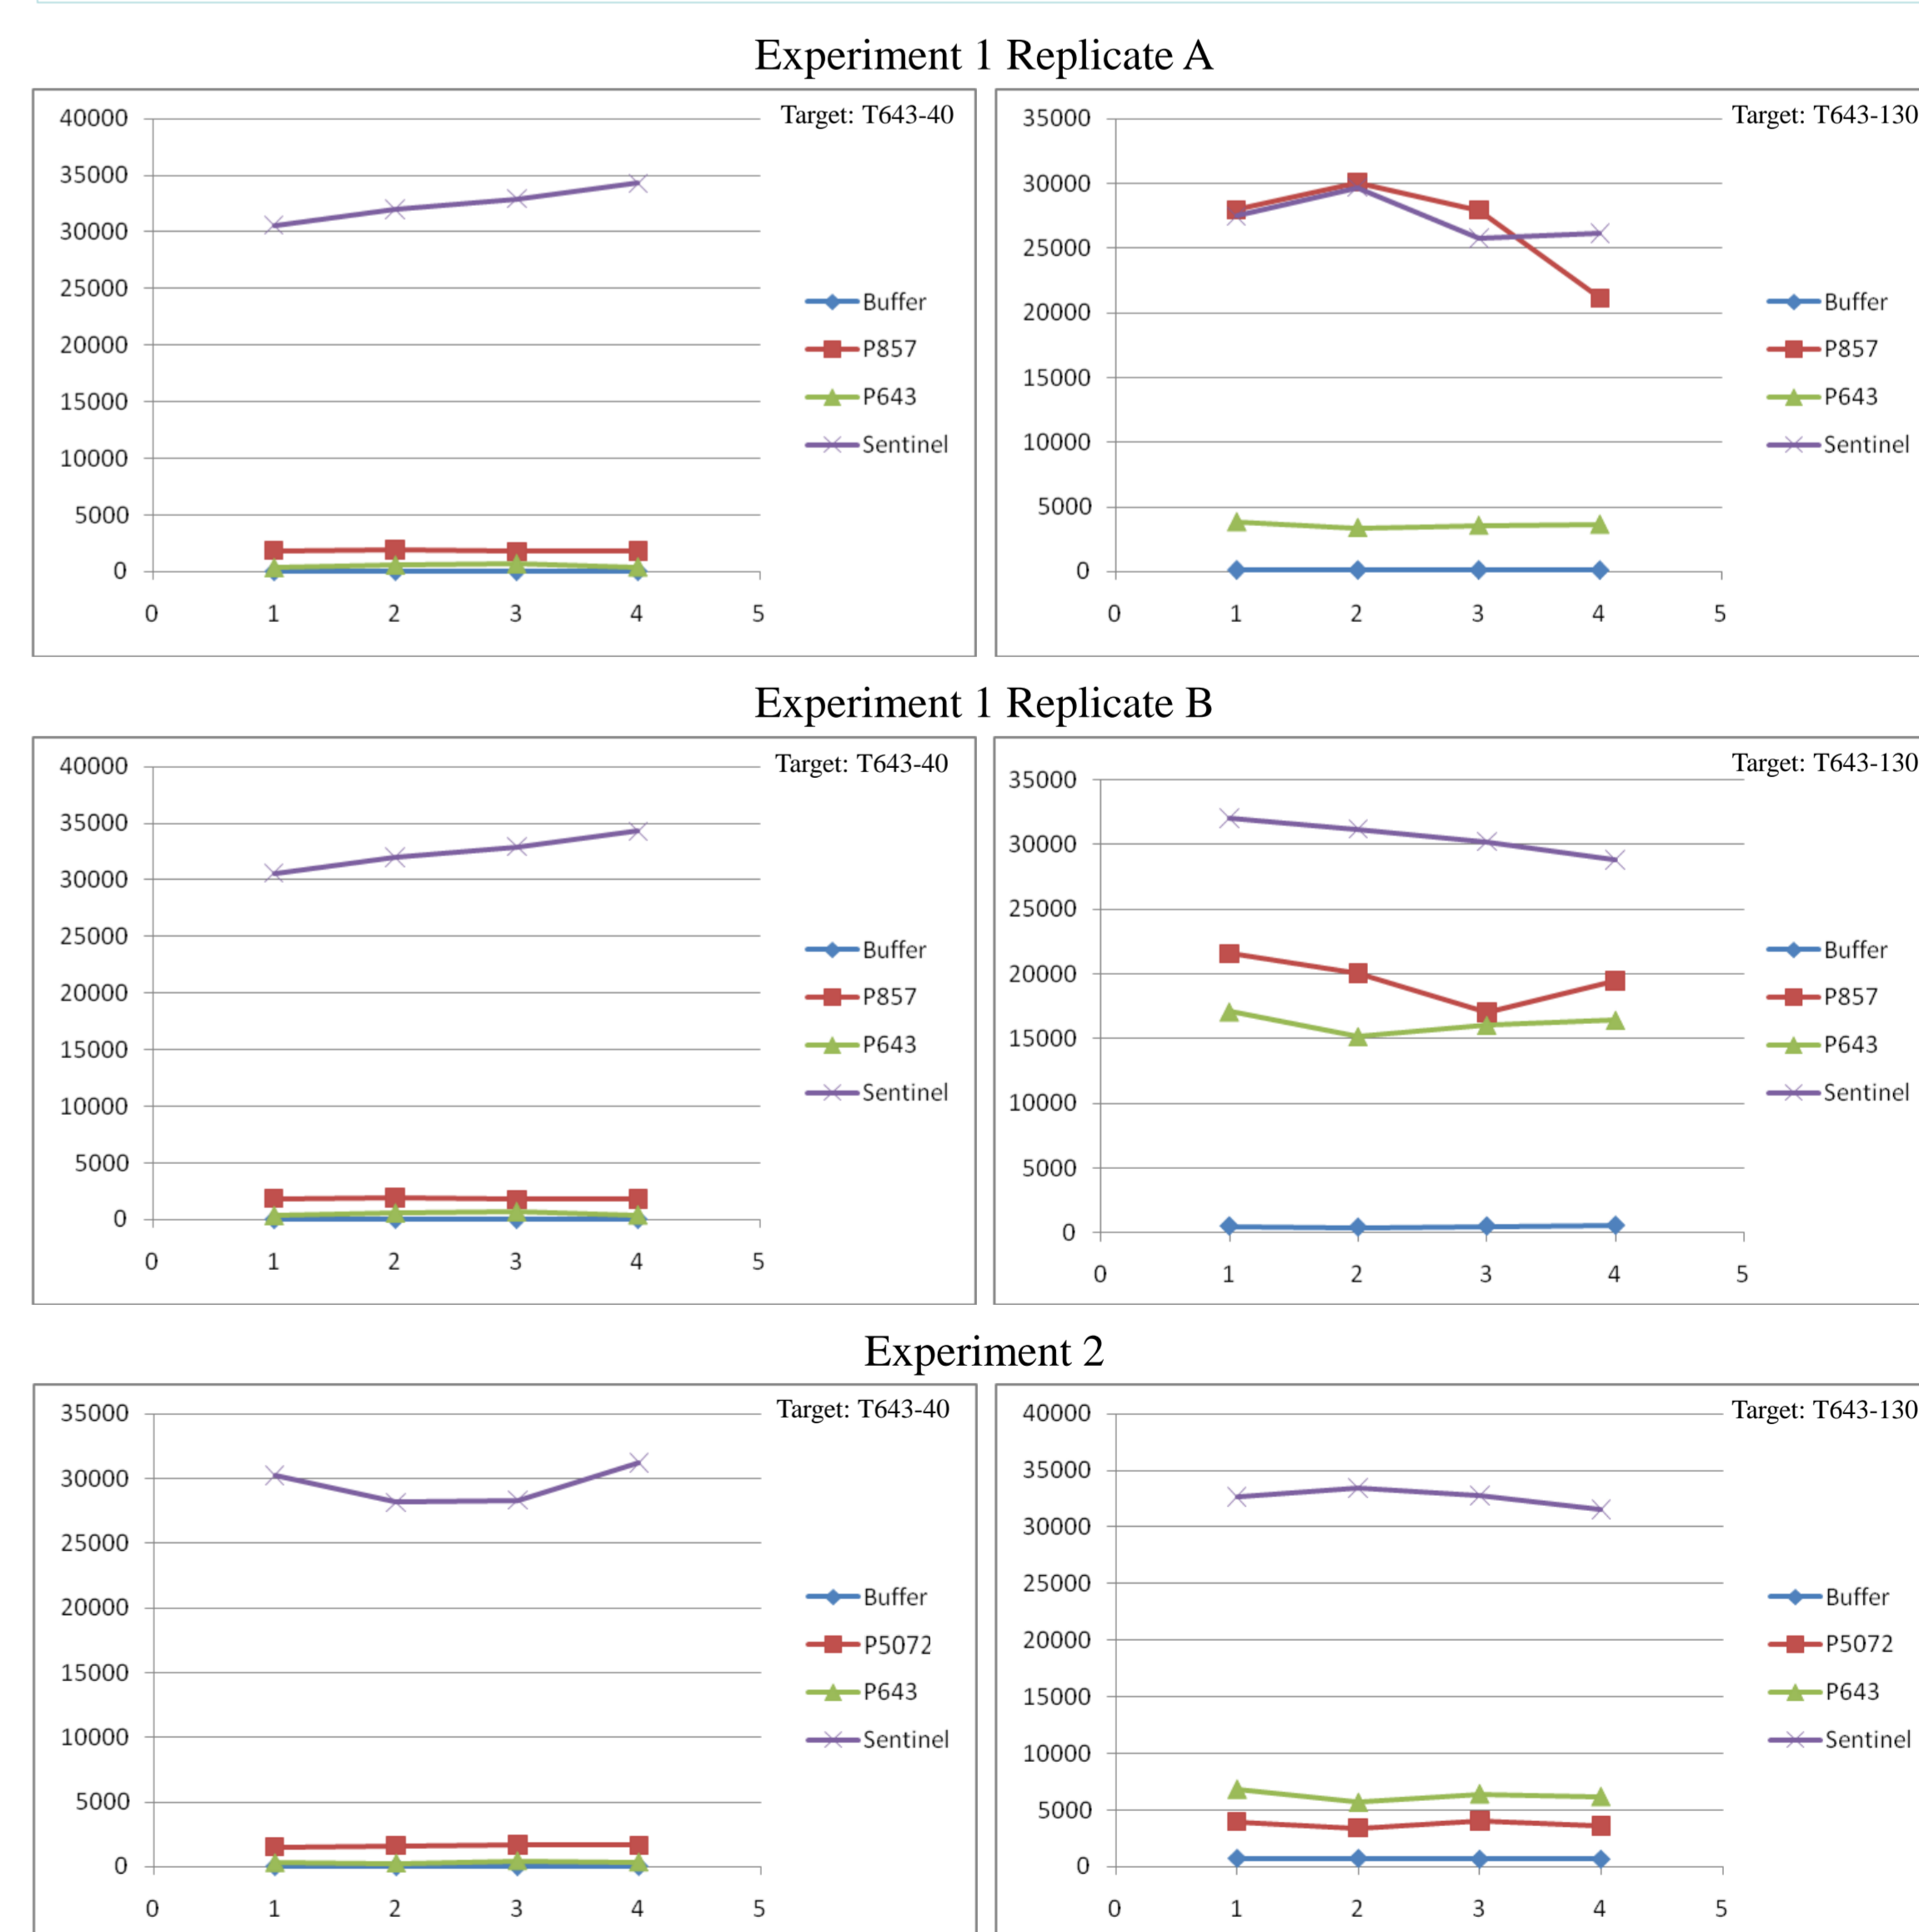 Experiment 1 Replicate A
Target: T643-40
40000
35000
30000
25000
20000
15000
10000
5000
0
0 1 2 3 4 5
Buffer
P857
P643
Sentinel
Target: T643-130
35000
30000
25000
20000
15000
10000
5000
0
0 1 2 3 4 5
Buffer
P857
P643
Sentinel
Experiment 1 Replicate B
Target: T643-40
40000
35000
30000
25000
20000
15000
10000
5000
0
0 1 2 3 4 5
Buffer
P857
P643
Sentinel
Target: T643-130
35000
30000
25000
20000
15000
10000
5000
0
0 1 2 3 4 5
Buffer
P857
P643
Sentinel
Experiment 2
Target: T643-40
35000
30000
25000
20000
15000
10000
5000
0
0 1 2 3 4 5
Buffer
P5072
P643
Sentinel
Target: T643-130
40000
35000
30000
25000
20000
15000
10000
5000
0
0 1 2 3 4 5
Buffer
P5072
P643
Sentinel